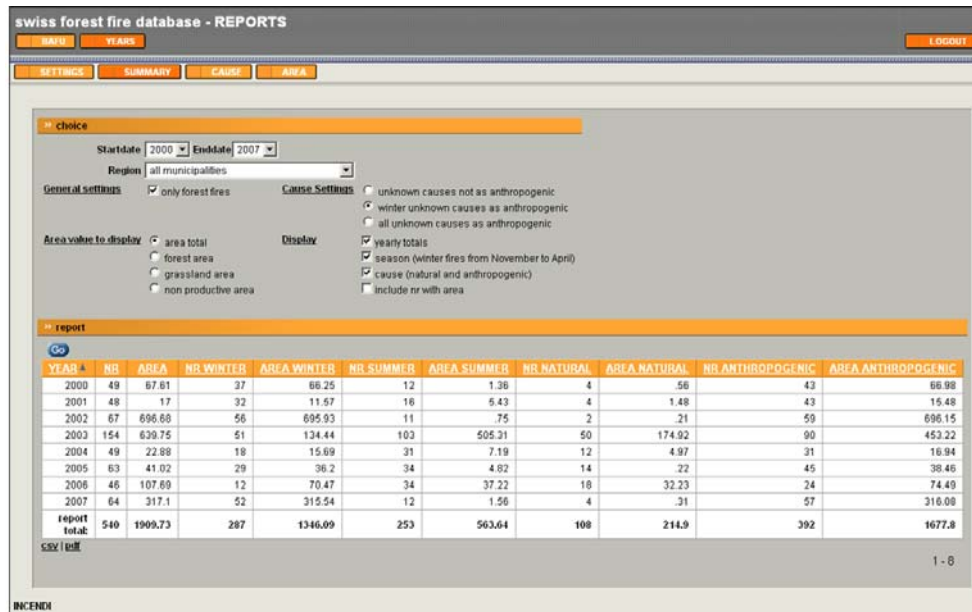 swiss forest fire database - REPORTS
BAFU YEARS LOGOUT
SETTINGS SUMMARY CAUSE AREA
choice
Startdate 2000 Enddate 2007
Region all municipalities
General settings only forest fires Cause Settings unknown causes not as anthropogenic
winter unknown causes as anthropogenic
all unknown causes as anthropogenic
Area value to display area total Display yearly totals
forest area season (winter fires from November to April)
grassland area cause (natural and anthropogenic)
non productive area include nr with area
report
Go
YEAR NR AREA NR WINTER AREA WINTER NR SUMMER AREA SUMMER NR NATURAL AREA NATURAL NR ANTHROPOGENIC AREA ANTHROPOGENIC
2000 49 67.61 37 66.25 12 1.36 4 .56 43 66.98
2001 48 17 32 11.57 16 5.43 4 1.48 43 15.48
2002 67 696.68 56 695.93 11 .75 2 .21 59 696.15
2003 154 639.75 51 134.44 103 505.31 50 174.92 90 453.22
2004 49 22.88 18 15.69 31 7.19 12 4.97 31 16.94
2005 63 41.02 29 36.2 34 4.82 14 .22 45 38.46
2006 46 107.69 12 70.47 34 37.22 18 32.23 24 74.49
2007 64 317.1 52 315.54 12 1.56 4 .31 57 316.08
report total: 540 1909.73 287 1346.09 253 563.64 108 214.9 392 1677.8
csv | pdf
1 - 8
INCENDI